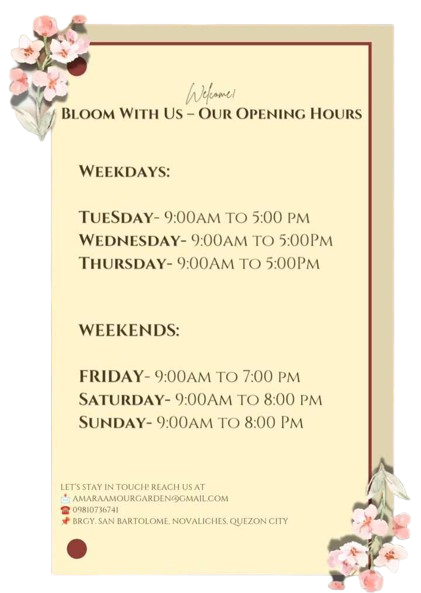 Welcome!
Bloom With Us – Our Opening Hours
Weekdays:
TueSday- 9:00am to 5:00 pm
Wednesday- 9:00am to 5:00Pm
Thursday- 9:00Am to 5:00Pm
WEEKENDS:
FRIDAY- 9:00am to 7:00 pm
Saturday- 9:00Am to 8:00 pm
Sunday- 9:00am to 8:00 Pm
LET'S STAY IN TOUCH! REACH US AT
📩 AMARAAMOURGARDEN@GMAIL.COM
☎️ 09810736741
📌 BRGY. SAN BARTOLOME, NOVALICHES, QUEZON CITY